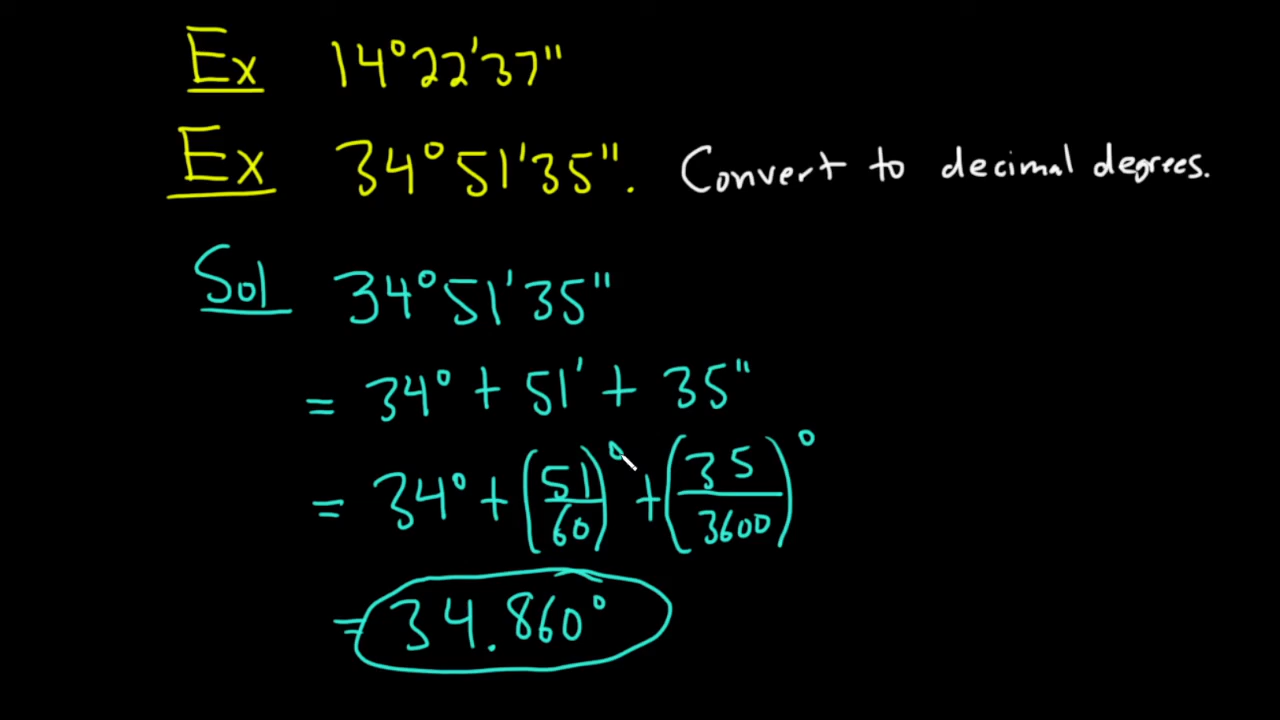 Ex 14°22'37"
Ex 34°51'35". Convert to decimal degrees.
Sol 34°51'35"
= 34° + 51' + 35"
= 34° + (51/60)° + (35/3600)°
= 34.860°